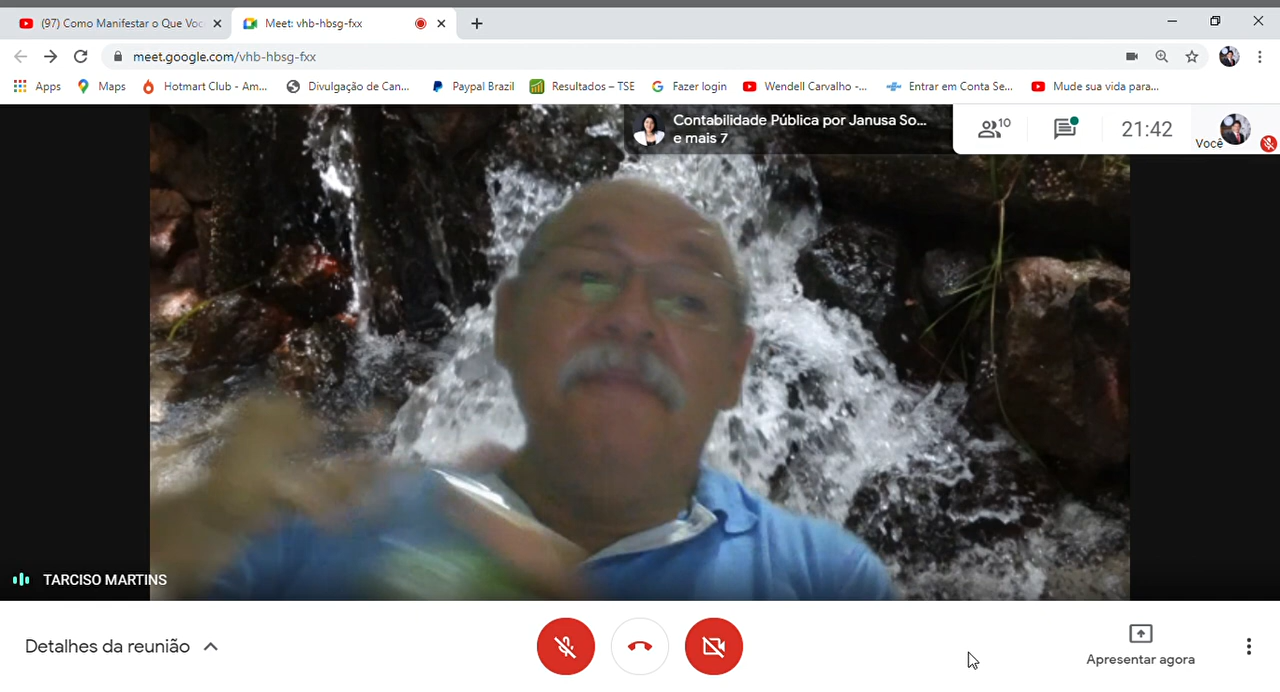 (97) Como Manifestar o Que Voc
Meet: vhb-hbsg-fxx
meet.google.com/vhb-hbsg-fxx
Apps
Maps
Hotmart Club - Am...
Divulgação de Can...
Paypal Brazil
Resultados – TSE
Fazer login
Wendell Carvalho -...
Entrar em Conta Se...
Mude sua vida para...
Contabilidade Pública por Janusa So...
e mais 7
10
21:42
Você
TARCISO MARTINS
Detalhes da reunião
Apresentar agora